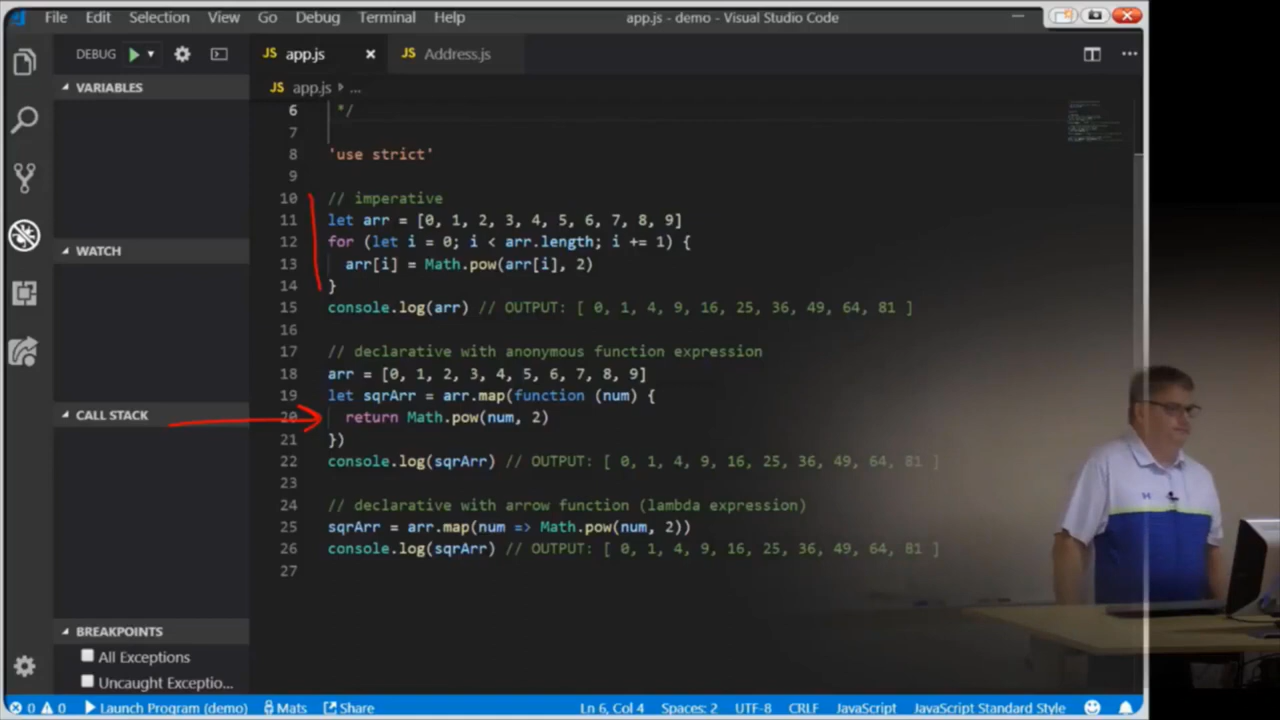 File Edit Selection View Go Debug Terminal Help app.js - demo - Visual Studio Code
DEBUG
JS app.js
JS Address.js
VARIABLES
WATCH
CALL STACK
BREAKPOINTS
All Exceptions
Uncaught Exceptio...
JS app.js ...
6 */
7
8 'use strict'
9
10 // imperative
11 let arr = [0, 1, 2, 3, 4, 5, 6, 7, 8, 9]
12 for (let i = 0; i < arr.length; i += 1) {
13 arr[i] = Math.pow(arr[i], 2)
14 }
15 console.log(arr) // OUTPUT: [ 0, 1, 4, 9, 16, 25, 36, 49, 64, 81 ]
16
17 // declarative with anonymous function expression
18 arr = [0, 1, 2, 3, 4, 5, 6, 7, 8, 9]
19 let sqrArr = arr.map(function (num) {
20 return Math.pow(num, 2)
21 })
22 console.log(sqrArr) // OUTPUT: [ 0, 1, 4, 9, 16, 25, 36, 49, 64, 81 ]
23
24 // declarative with arrow function (lambda expression)
25 sqrArr = arr.map(num => Math.pow(num, 2))
26 console.log(sqrArr) // OUTPUT: [ 0, 1, 4, 9, 16, 25, 36, 49, 64, 81 ]
27
0 0 Launch Program (demo) Mats Share Ln 6, Col 4 Spaces: 2 UTF-8 CRLF JavaScript JavaScript Standard Style